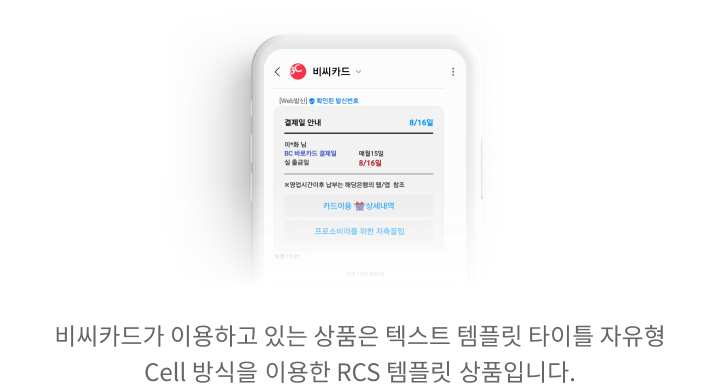 비씨카드
[Web발신] 확인된 발신번호
결제일 안내 8/16일
이*화 님
BC 바로카드 결제일 매월15일
실 출금일 8/16일
※영업시간이후 납부는 해당은행의 웹/앱 참조
카드이용 상세내역
프로소비러를 위한 저축꿀팁
오전 11:31
비씨카드가 이용하고 있는 상품은 텍스트 템플릿 타이틀 자유형
Cell 방식을 이용한 RCS 템플릿 상품입니다.